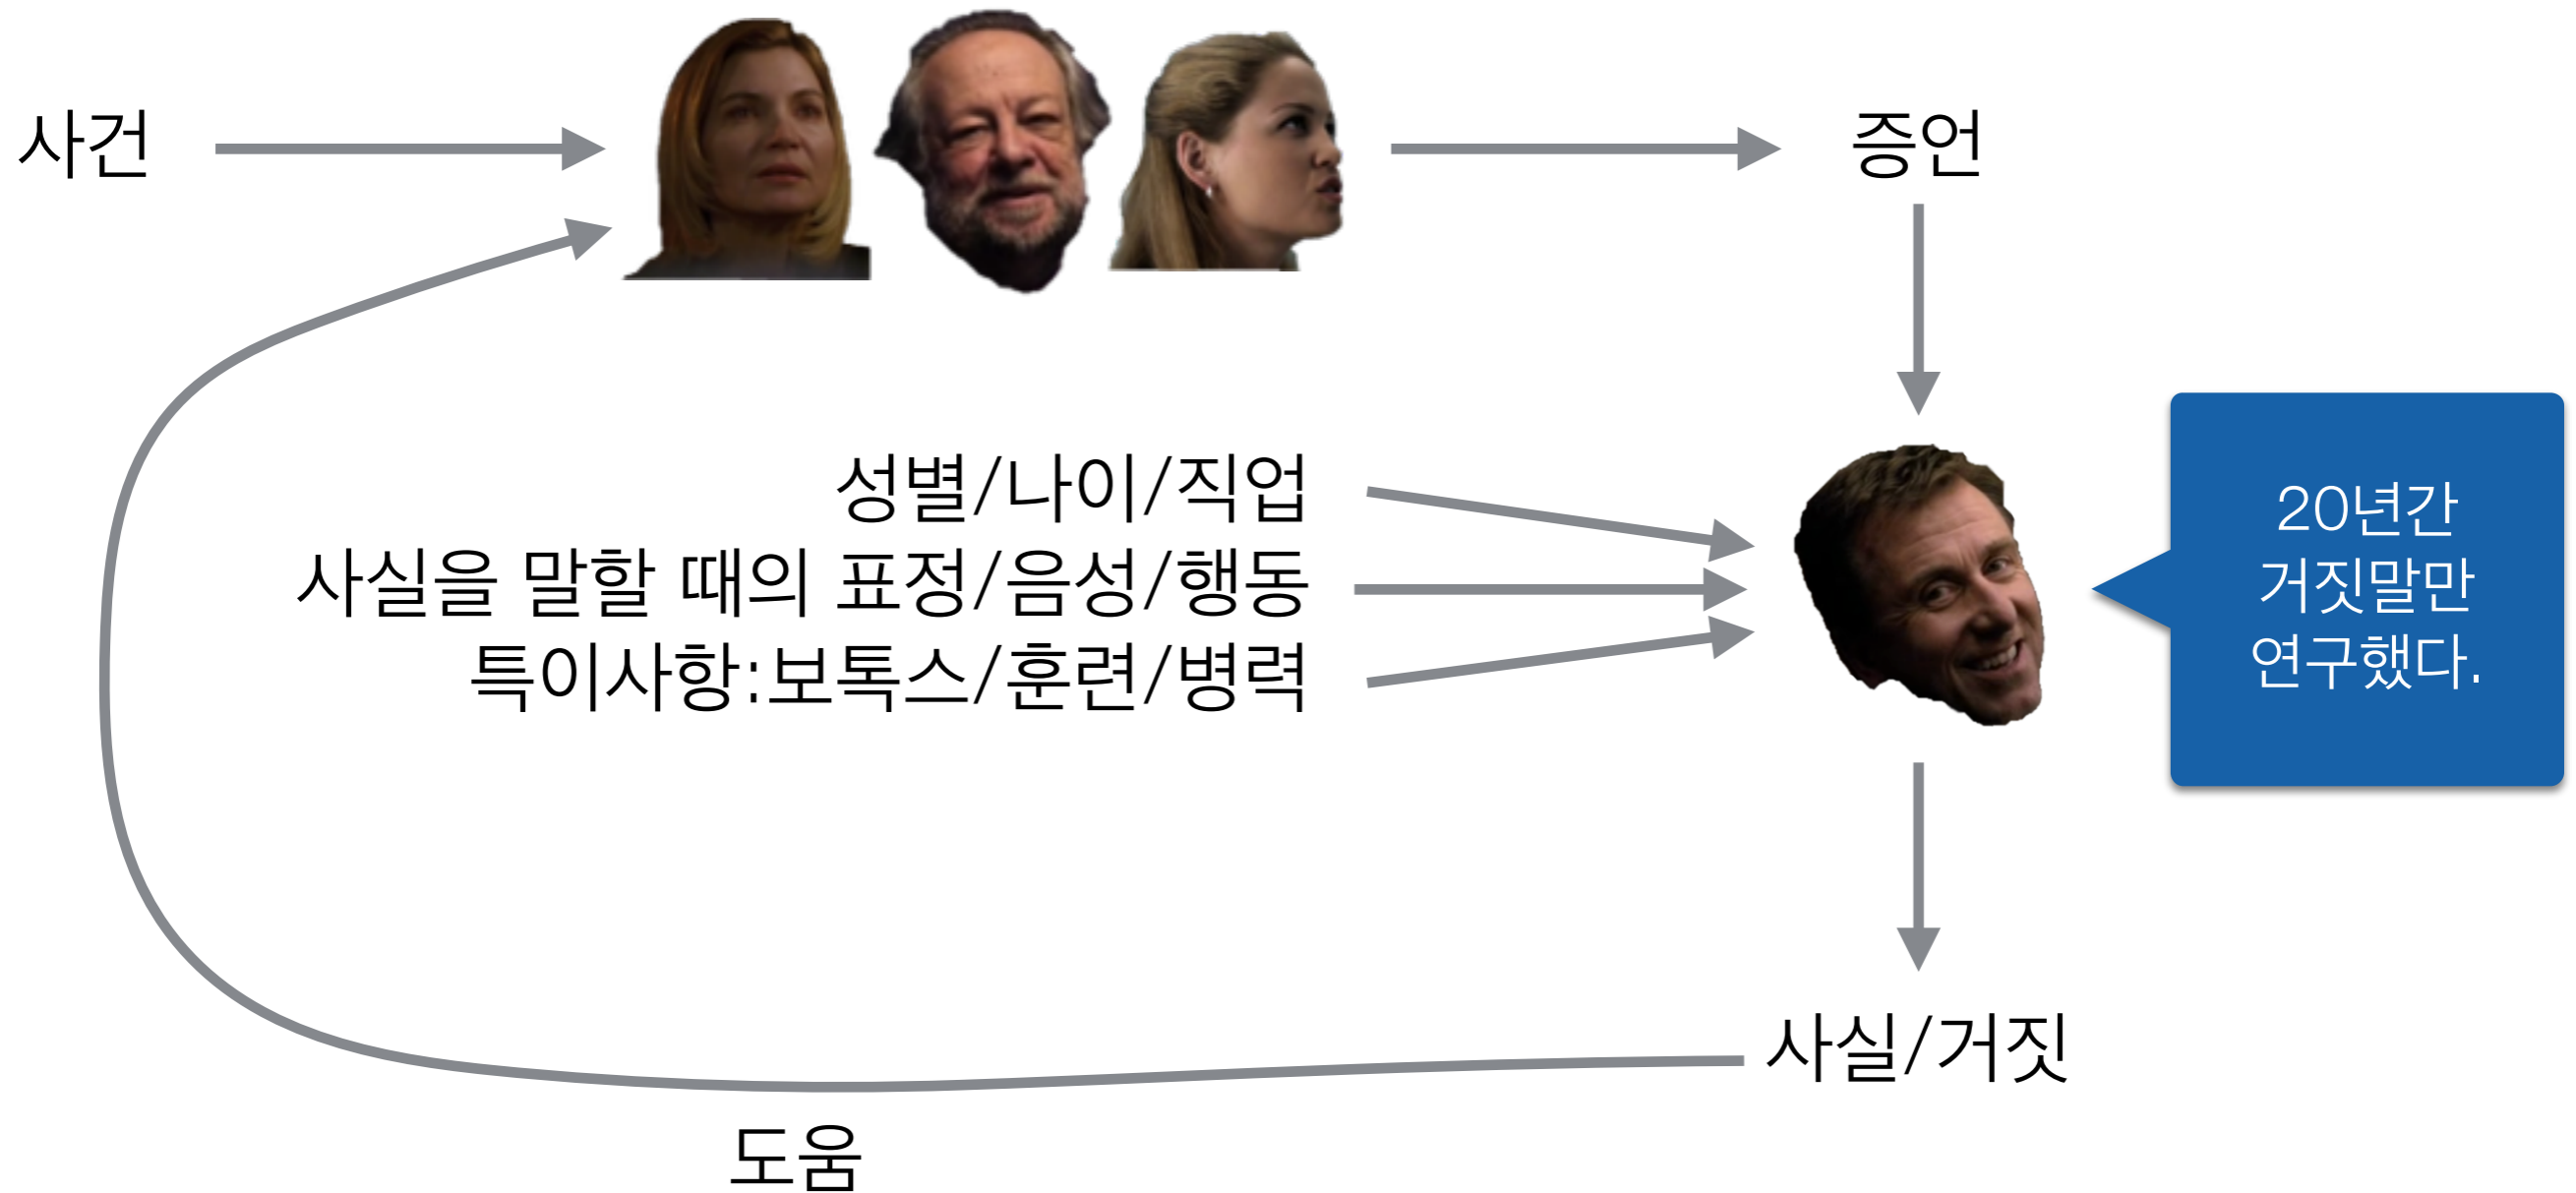 사건
증언
성별/나이/직업
사실을 말할 때의 표정/음성/행동
특이사항:보톡스/훈련/병력
20년간
거짓말만
연구했다.
사실/거짓
도움